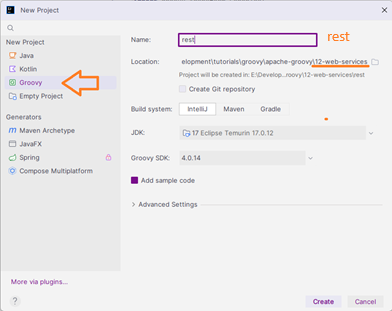 New Project
New Project
Java
Kotlin
Groovy
Empty Project
Generators
Maven Archetype
JavaFX
Spring
Compose Multiplatform
More via plugins...
Name: rest
rest
Location: elopment\tutorials\groovy\apache-groovy\12-web-services
Project will be created in: E:\Develop...roovy\12-web-services\rest
Create Git repository
Build system: IntelliJ Maven Gradle
JDK: 17 Eclipse Temurin 17.0.12
Groovy SDK: 4.0.14
Add sample code
Advanced Settings
? Create Cancel